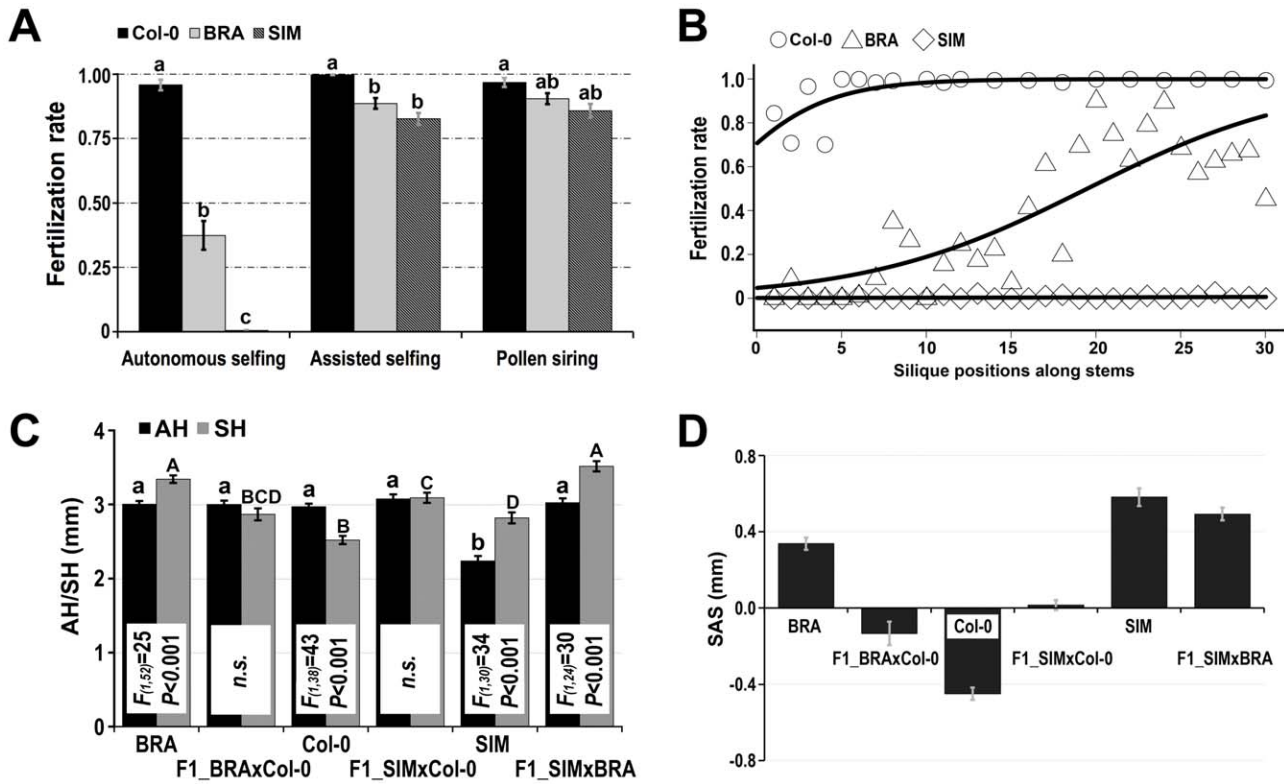 A
Col-0 BRA SIM
Fertilization rate
1.00
0.75
0.50
0.25
0
a
b
c
a
b
b
a
ab
ab
Autonomous selfing
Assisted selfing
Pollen siring
B
Col-0 BRA SIM
Fertilization rate
1.0
0.8
0.6
0.4
0.2
0
0 5 10 15 20 25 30
Silique positions along stems
C
AH SH
AH/SH (mm)
4
3
2
1
0
a A
a BCD
a B
a C
b D
a A
F(1,52)=25
P<0.001
n.s.
F(1,38)=43
P<0.001
n.s.
F(1,30)=34
P<0.001
F(1,24)=30
P<0.001
BRA Col-0 SIM
F1_BRAxCol-0 F1_SIMxCol-0 F1_SIMxBRA
D
SAS (mm)
0.8
0.4
0.0
-0.4
-0.8
BRA Col-0 SIM
F1_BRAxCol-0 F1_SIMxCol-0 F1_SIMxBRA